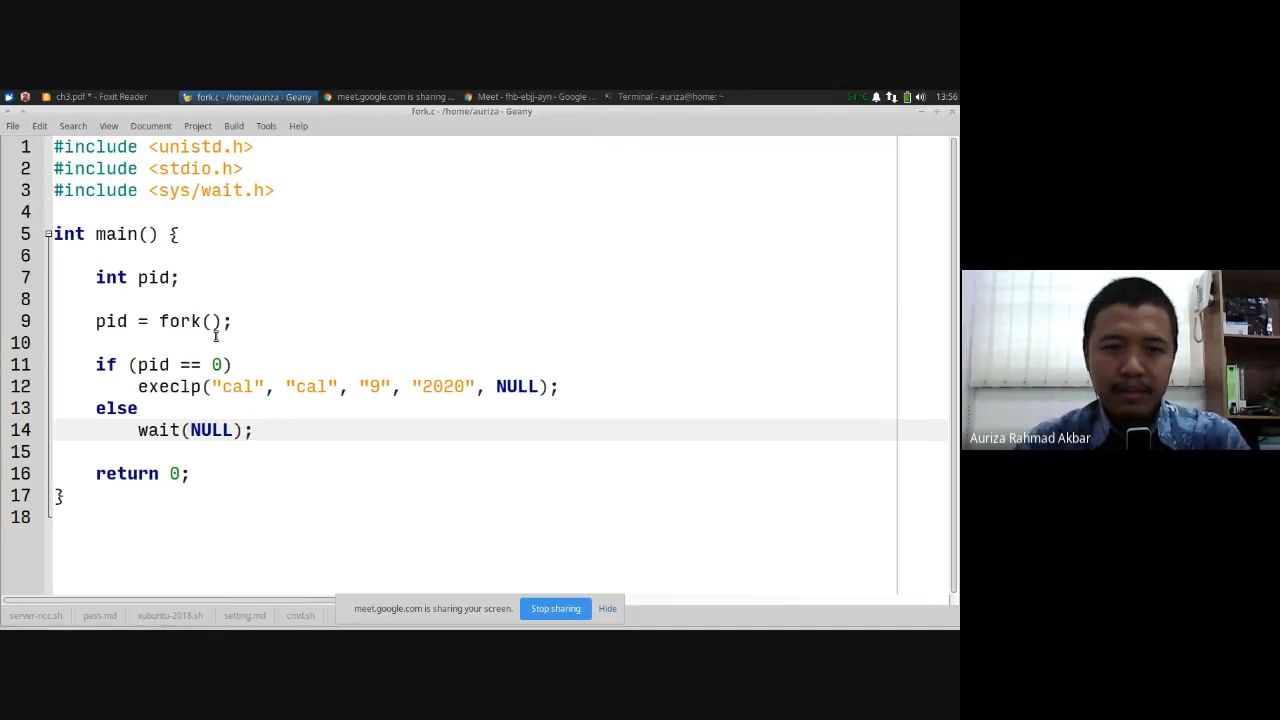 ch3.pdf * - Foxit Reader
fork.c - /home/auriza - Geany
meet.google.com is sharing ...
Meet - fhb-ebjj-ayn - Google ...
Terminal - auriza@home: ~
54°C
13:56
fork.c - /home/auriza - Geany
File Edit Search View Document Project Build Tools Help
1 #include <unistd.h>
2 #include <stdio.h>
3 #include <sys/wait.h>
4
5 int main() {
6
7 int pid;
8
9 pid = fork();
10
11 if (pid == 0)
12 execlp("cal", "cal", "9", "2020", NULL);
13 else
14 wait(NULL);
15
16 return 0;
17 }
18
Auriza Rahmad Akbar
meet.google.com is sharing your screen. Stop sharing Hide
server-ncc.sh pass.md xubuntu-2018.sh setting.md cmd.sh